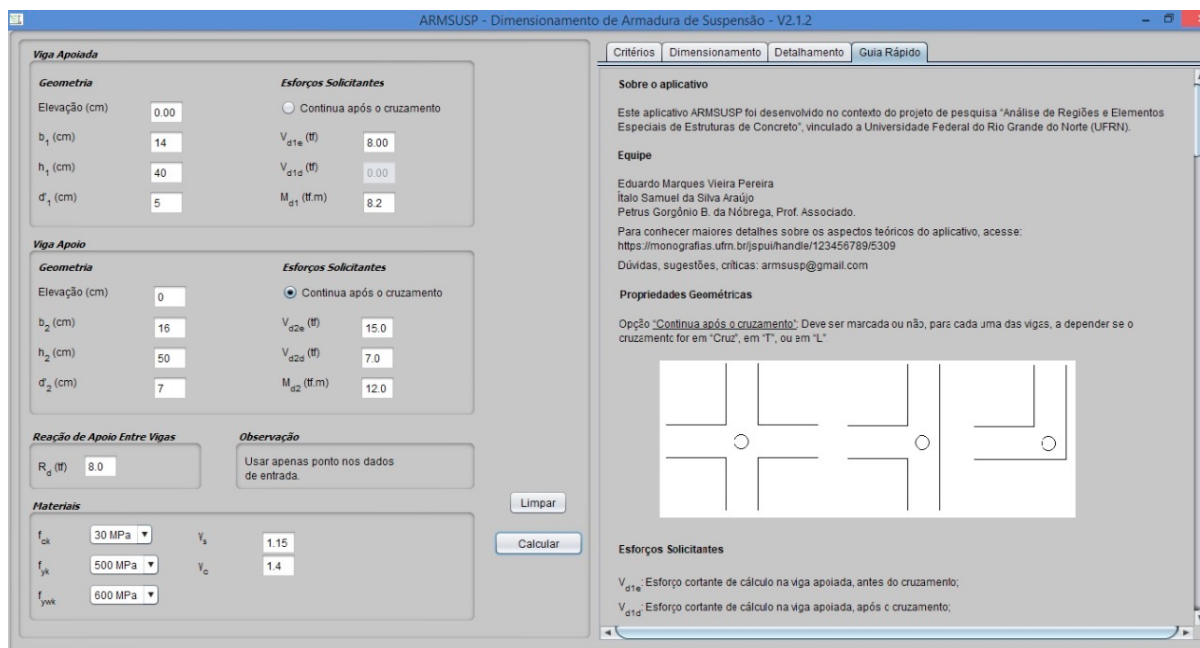 ARMSUSP - Dimensionamento de Armadura de Suspensão - V2.1.2
Viga Apoiada
Geometria
Elevação (cm) 0.00
b1 (cm) 14
h1 (cm) 40
d'1 (cm) 5
Esforços Solicitantes
Continua após o cruzamento
Vd1e (tf) 8.00
Vd1d (tf) 0.00
Md1 (tf.m) 8.2
Viga Apoio
Geometria
Elevação (cm) 0
b2 (cm) 16
h2 (cm) 50
d'2 (cm) 7
Esforços Solicitantes
Continua após o cruzamento
Vd2e (tf) 15.0
Vd2d (tf) 7.0
Md2 (tf.m) 12.0
Reação de Apoio Entre Vigas
Rd (tf) 8.0
Observação
Usar apenas ponto nos dados
de entrada.
Materiais
fck 30 MPa
fyk 500 MPa
fywk 600 MPa
γs 1.15
γc 1.4
Limpar
Calcular
Critérios Dimensionamento Detalhamento Guia Rápido
Sobre o aplicativo
Este aplicativo ARMSUSP foi desenvolvido no contexto do projeto de pesquisa "Análise de Regiões e Elementos
Especiais de Estruturas de Concreto", vinculado a Universidade Federal do Rio Grande do Norte (UFRN).
Equipe
Eduardo Marques Vieira Pereira
Ítalo Samuel da Silva Araújo
Petrus Gorgônio B. da Nóbrega, Prof. Associado.
Para conhecer maiores detalhes sobre os aspectos teóricos do aplicativo, acesse:
https://monografias.ufrn.br/jspui/handle/123456789/5309
Dúvidas, sugestões, críticas: armsusp@gmail.com
Propriedades Geométricas
Opção "Continua após o cruzamento": Deve ser marcada ou não, para cada uma das vigas, a depender se o
cruzamento for em "Cruz", em "T", ou em "L"
Esforços Solicitantes
Vd1e: Esforço cortante de cálculo na viga apoiada, antes do cruzamento;
Vd1d: Esforço cortante de cálculo na viga apoiada, após o cruzamento;